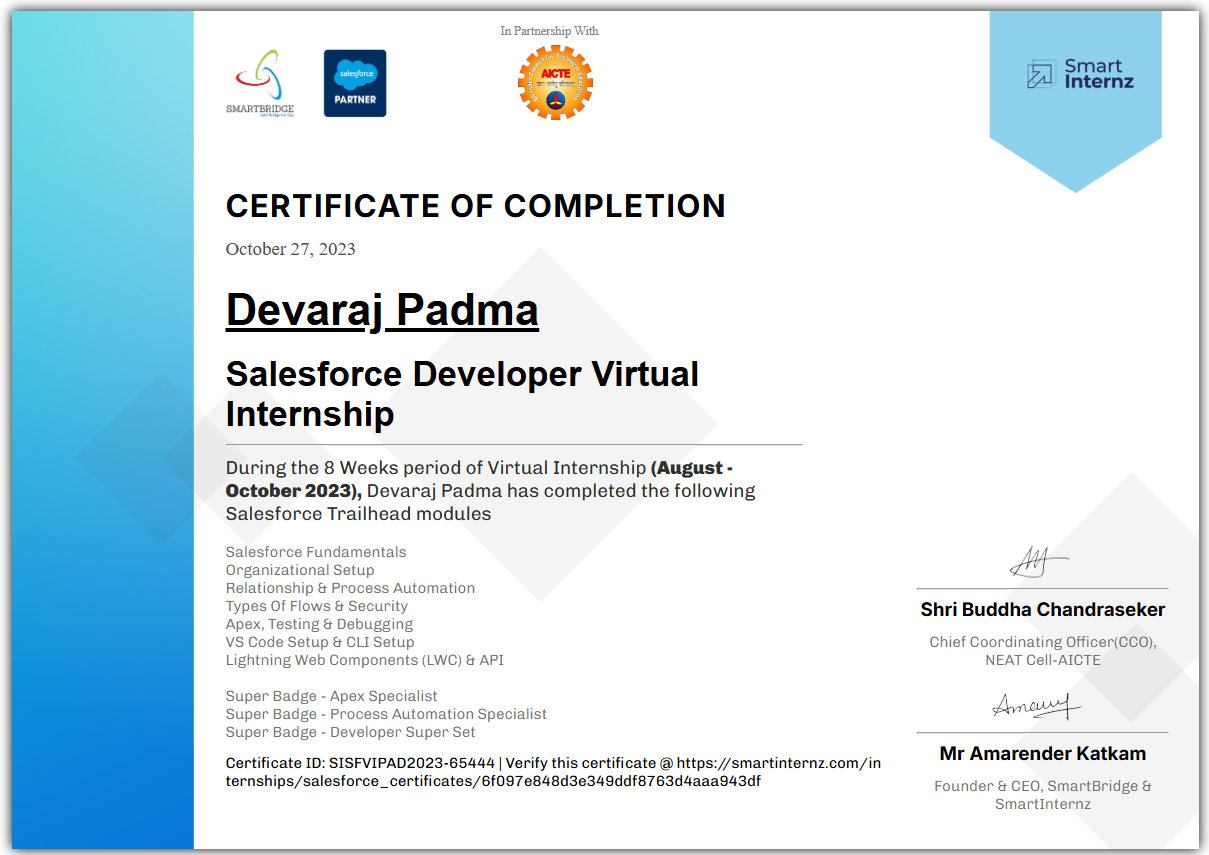 In Partnership With
SMARTBRIDGE
salesforce
PARTNER
AICTE
Smart
Internz
CERTIFICATE OF COMPLETION
October 27, 2023
Devaraj Padma
Salesforce Developer Virtual
Internship
During the 8 Weeks period of Virtual Internship (August -
October 2023), Devaraj Padma has completed the following
Salesforce Trailhead modules
Salesforce Fundamentals
Organizational Setup
Relationship & Process Automation
Types Of Flows & Security
Apex, Testing & Debugging
VS Code Setup & CLI Setup
Lightning Web Components (LWC) & API
Super Badge - Apex Specialist
Super Badge - Process Automation Specialist
Super Badge - Developer Super Set
Certificate ID: SISFVIPAD2023-65444 | Verify this certificate @ https://smartinternz.com/in
ternships/salesforce_certificates/6f097e848d3e349ddf8763d4aaa943df
Shri Buddha Chandraseker
Chief Coordinating Officer(CCO),
NEAT Cell-AICTE
Mr Amarender Katkam
Founder & CEO, SmartBridge &
SmartInternz